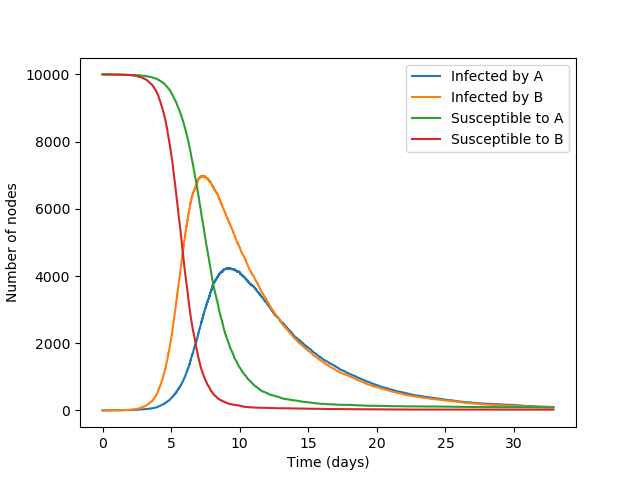 10000
8000
6000
4000
2000
0
Number of nodes
0 5 10 15 20 25 30
Time (days)
Infected by A
Infected by B
Susceptible to A
Susceptible to B